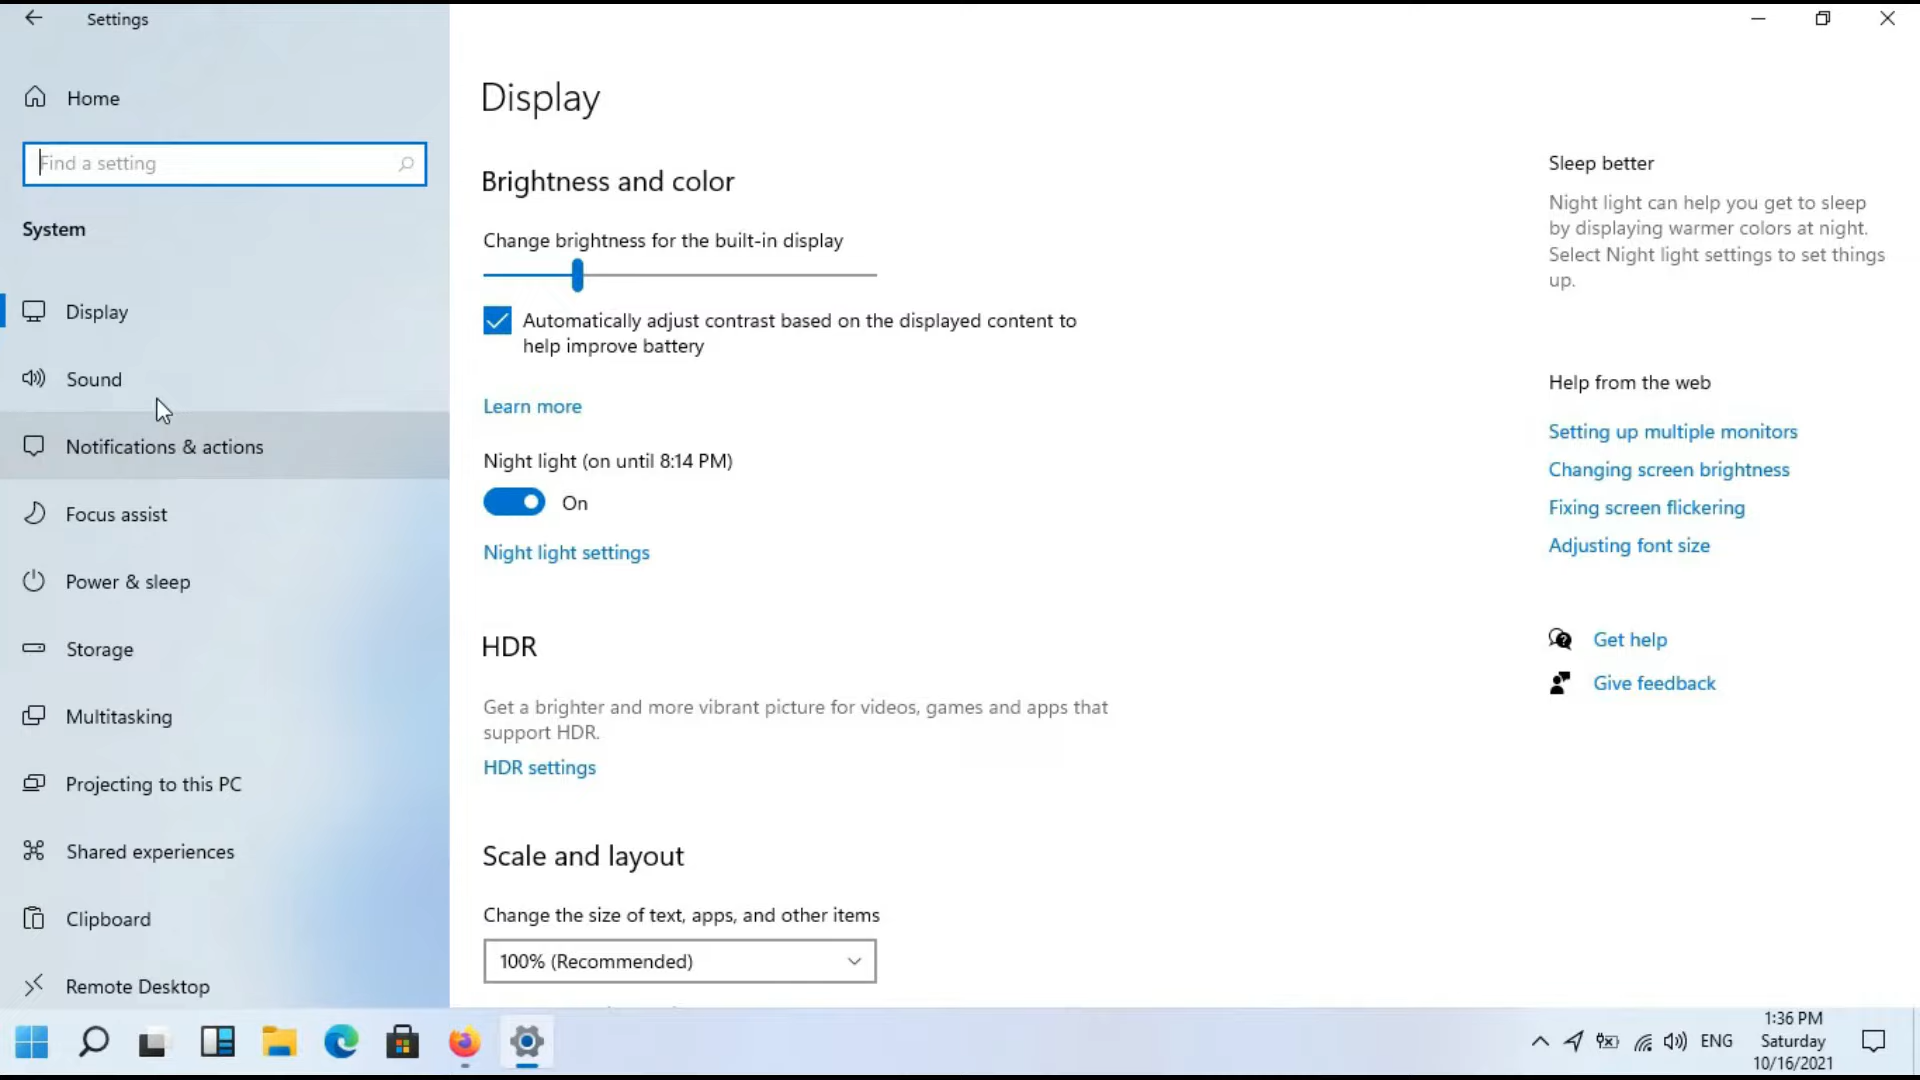 Settings
Home
Find a setting
System
Display
Sound
Notifications & actions
Focus assist
Power & sleep
Storage
Multitasking
Projecting to this PC
Shared experiences
Clipboard
Remote Desktop
Display
Brightness and color
Change brightness for the built-in display
Automatically adjust contrast based on the displayed content to
help improve battery
Learn more
Night light (on until 8:14 PM)
On
Night light settings
HDR
Get a brighter and more vibrant picture for videos, games and apps that
support HDR.
HDR settings
Scale and layout
Change the size of text, apps, and other items
100% (Recommended)
Sleep better
Night light can help you get to sleep
by displaying warmer colors at night.
Select Night light settings to set things
up.
Help from the web
Setting up multiple monitors
Changing screen brightness
Fixing screen flickering
Adjusting font size
Get help
Give feedback
ENG
1:36 PM
Saturday
10/16/2021